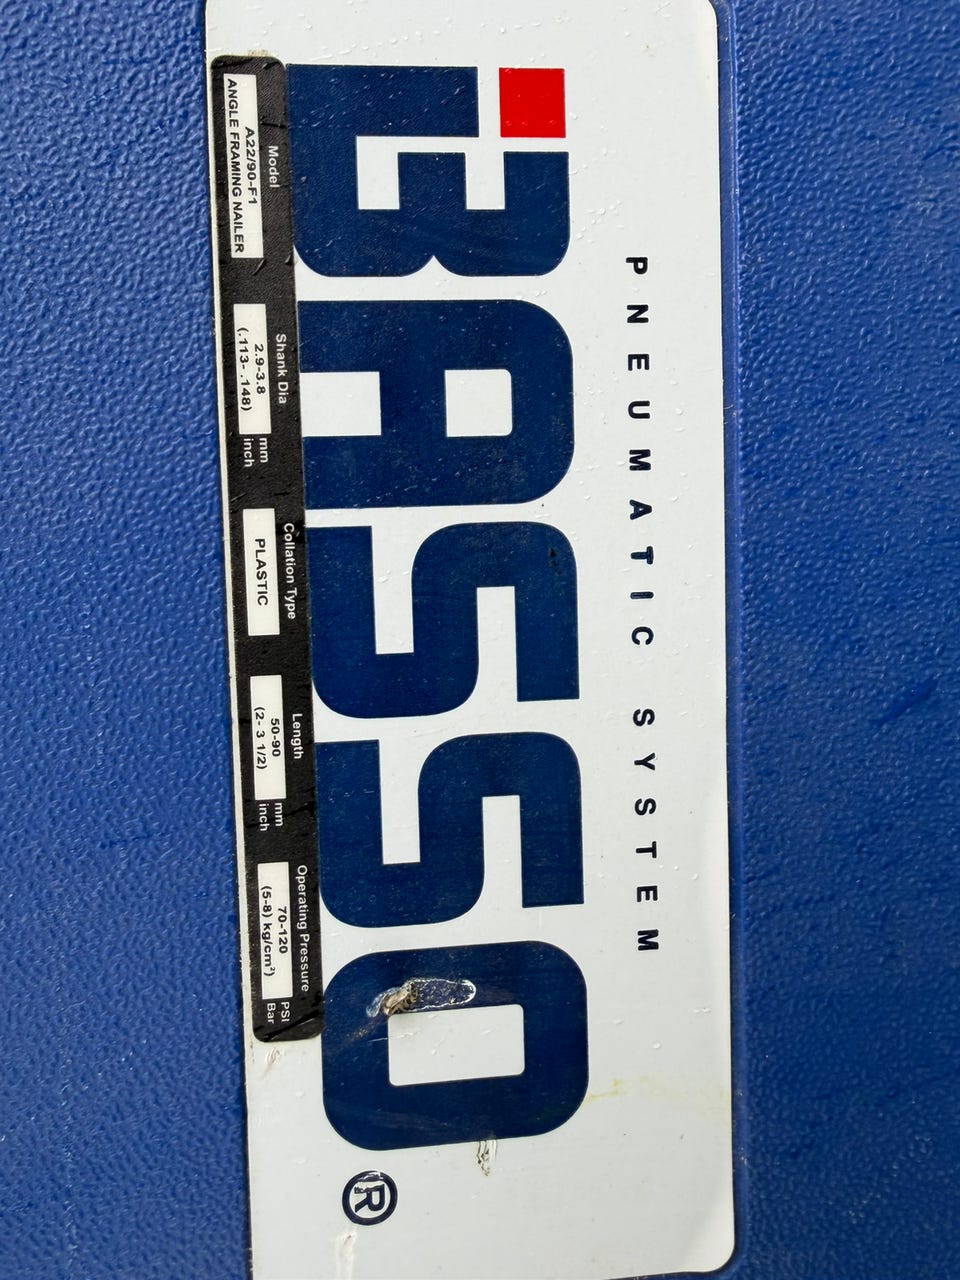 PNEUMATIC SYSTEM
BASSO®
Model
A22/90-F1
ANGLE FRAMING NAILER
Shank Dia
2.9-3.8 mm
(.113- .148) inch
Collation Type
PLASTIC
Length
50-90 mm
(2- 3 1/2) inch
Operating Pressure
70-120 PSI
(5-8) kg/cm²) Bar